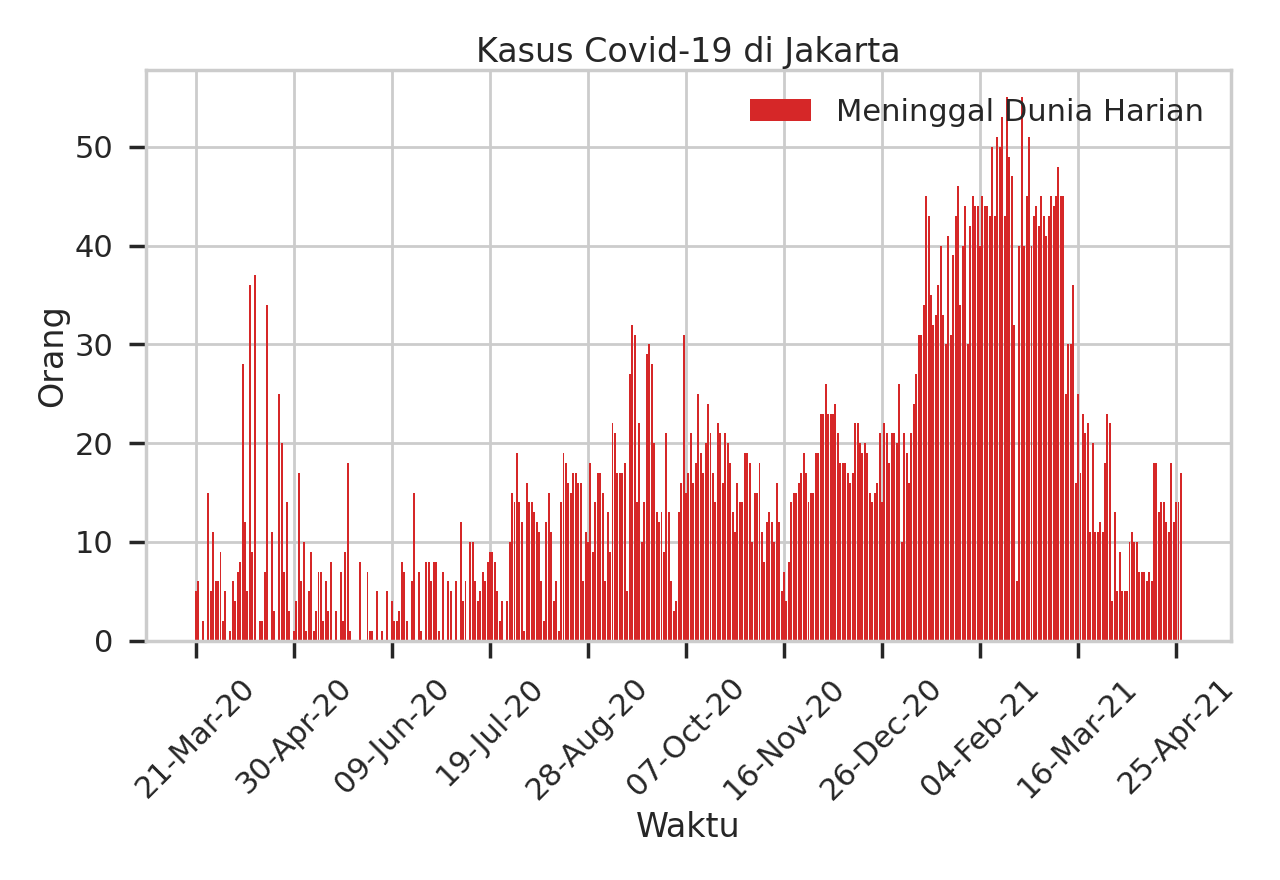 Kasus Covid-19 di Jakarta
Meninggal Dunia Harian
Orang
50
40
30
20
10
0
21-Mar-20
30-Apr-20
09-Jun-20
19-Jul-20
28-Aug-20
07-Oct-20
16-Nov-20
26-Dec-20
04-Feb-21
16-Mar-21
25-Apr-21
Waktu